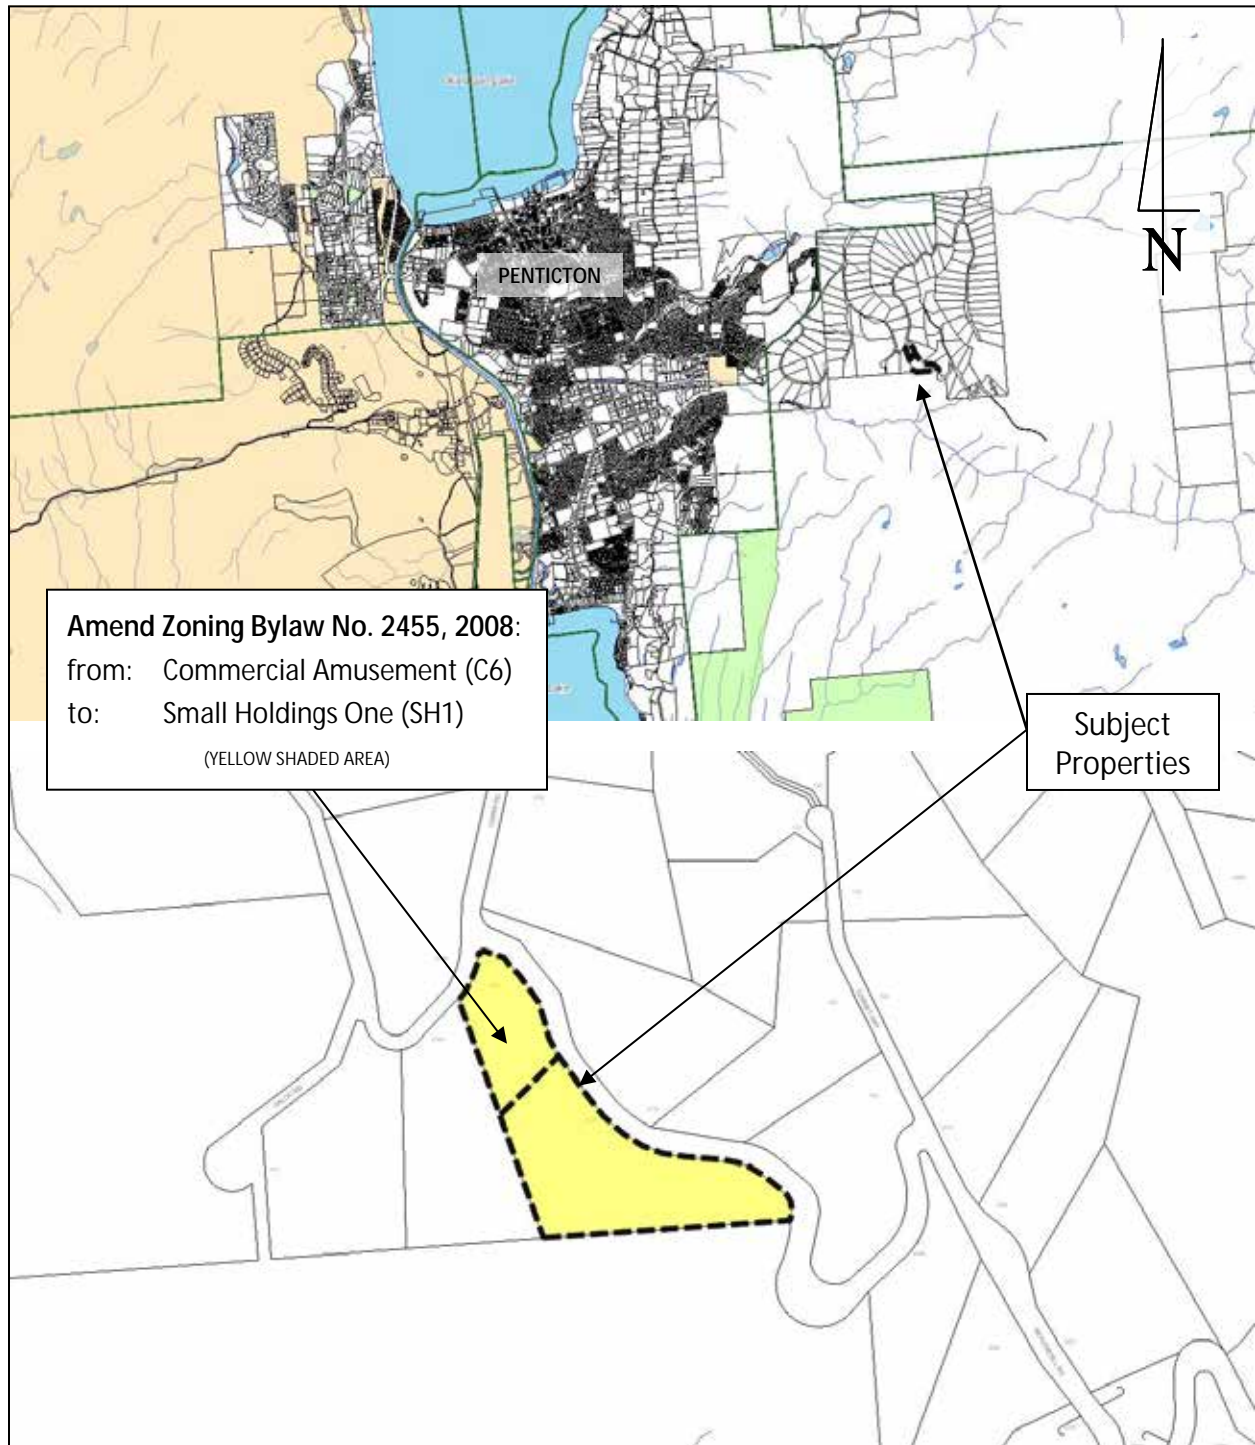 PENTICTON
N
Amend Zoning Bylaw No. 2455, 2008:
from: Commercial Amusement (C6)
to: Small Holdings One (SH1)
(YELLOW SHADED AREA)
Subject
Properties